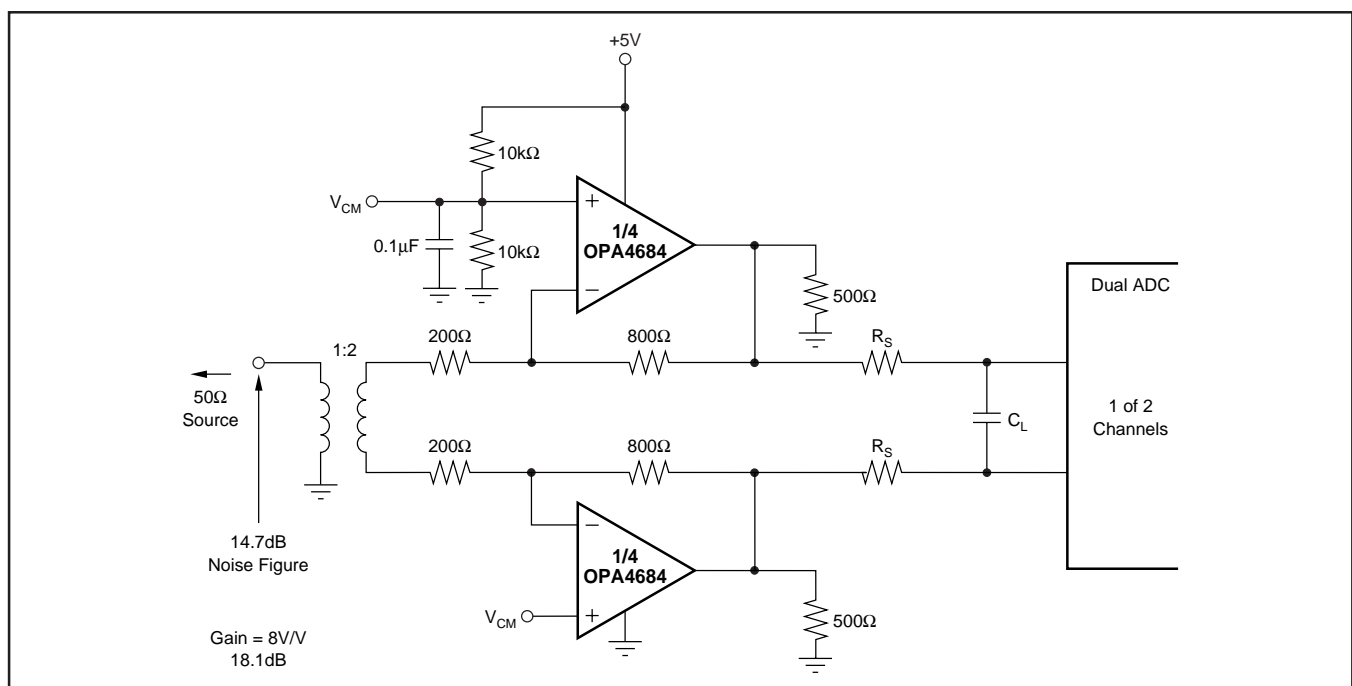 +5V
10kΩ
V_CM
+
1/4
OPA4684
0.1μF
10kΩ
−
500Ω
Dual ADC
200Ω
800Ω
R_S
1:2
50Ω
Source
1 of 2
Channels
C_L
200Ω
800Ω
R_S
−
1/4
OPA4684
14.7dB
Noise Figure
V_CM
+
500Ω
Gain = 8V/V
18.1dB